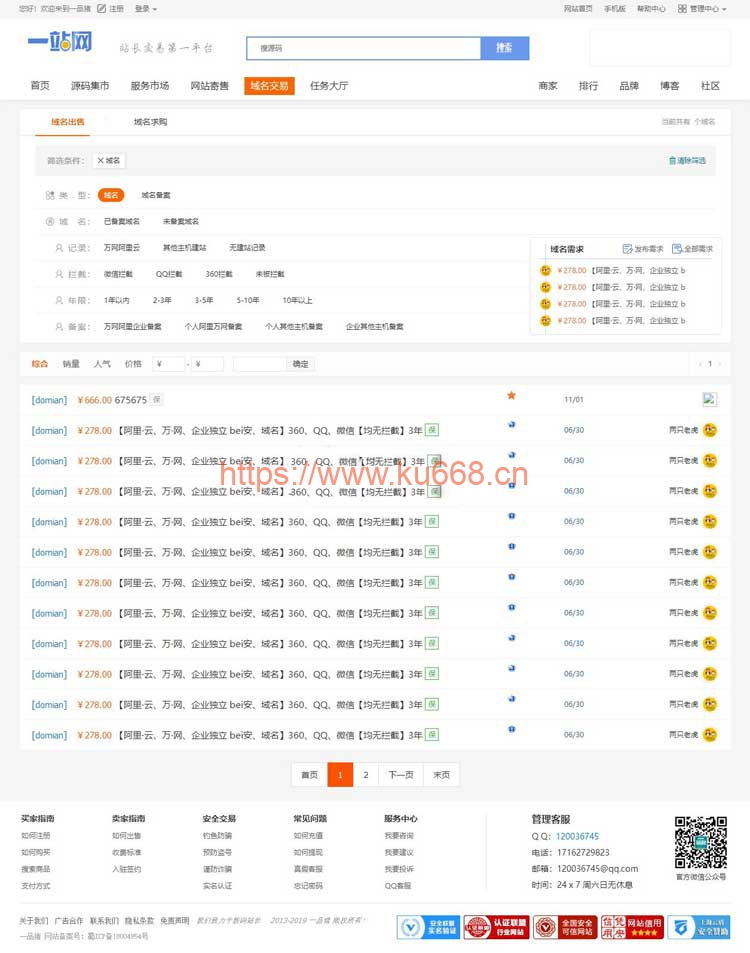 您好！欢迎来到一品猪 注册 登录
网站首页 手机版 帮助中心 管理中心
一站网
站长交易第一平台
搜源码
搜索
首页 源码集市 服务市场 网站寄售 域名交易 任务大厅 商家 排行 品牌 博客 社区
域名出售 域名求购 当前共有 个域名
筛选条件： X 域名 清除筛选
类 型： 域名 域名备案
域 名： 已备案域名 未备案域名
记录： 万网阿里云 其他主机建站 无建站记录
拦截： 微信拦截 QQ拦截 360拦截 未被拦截
年限： 1年以内 2-3年 3-5年 5-10年 10年以上
备案： 万网阿里企业备案 个人阿里万网备案 个人其他主机备案 企业其他主机备案
域名需求 发布需求 全部需求
￥278.00 【阿里·云、万·网、企业独立 b
￥278.00 【阿里·云、万·网、企业独立 b
￥278.00 【阿里·云、万·网、企业独立 b
￥278.00 【阿里·云、万·网、企业独立 b
综合 销量 人气 价格 ￥ - ￥ 确定
‹ 1 ›
[domian] ￥666.00 675675 保 11/01
[domian] ￥278.00 【阿里·云、万·网、企业独立 bei安、域名】360、QQ、微信【均无拦截】3年 保 06/30 两只老虎
[domian] ￥278.00 【阿里·云、万·网、企业独立 bei安、域名】360、QQ、微信【均无拦截】3年 保 06/30 两只老虎
https://www.ku668.cn
[domian] ￥278.00 【阿里·云、万·网、企业独立 bei安、域名】360、QQ、微信【均无拦截】3年 保 06/30 两只老虎
[domian] ￥278.00 【阿里·云、万·网、企业独立 bei安、域名】360、QQ、微信【均无拦截】3年 保 06/30 两只老虎
[domian] ￥278.00 【阿里·云、万·网、企业独立 bei安、域名】360、QQ、微信【均无拦截】3年 保 06/30 两只老虎
[domian] ￥278.00 【阿里·云、万·网、企业独立 bei安、域名】360、QQ、微信【均无拦截】3年 保 06/30 两只老虎
[domian] ￥278.00 【阿里·云、万·网、企业独立 bei安、域名】360、QQ、微信【均无拦截】3年 保 06/30 两只老虎
[domian] ￥278.00 【阿里·云、万·网、企业独立 bei安、域名】360、QQ、微信【均无拦截】3年 保 06/30 两只老虎
[domian] ￥278.00 【阿里·云、万·网、企业独立 bei安、域名】360、QQ、微信【均无拦截】3年 保 06/30 两只老虎
[domian] ￥278.00 【阿里·云、万·网、企业独立 bei安、域名】360、QQ、微信【均无拦截】3年 保 06/30 两只老虎
[domian] ￥278.00 【阿里·云、万·网、企业独立 bei安、域名】360、QQ、微信【均无拦截】3年 保 06/30 两只老虎
首页 1 2 下一页 末页
买家指南 卖家指南 安全交易 常见问题 服务中心 管理客服
如何注册 如何出售 钓鱼防骗 如何充值 我要咨询 Q Q： 120036745
如何购买 收费标准 预防盗号 如何提现 我要建议 电话： 17162729823
搜索商品 入驻签约 谨防诈骗 真假客服 我要投诉 邮箱： 120036745@qq.com
支付方式 实名认证 忘记密码 QQ客服 时间： 24 x 7 周六日无休息
官方微信公众号
关于我们 广告合作 联系我们 隐私条款 免责声明 我们致力于新网站长 2013-2019 一品猪 版权所有·
一品猪 网站备案号：蜀ICP备18004954号
安全联盟 实名验证
认证联盟 行业网站
全国安全 可信网站
网站信用
上海云盾 安全赞助